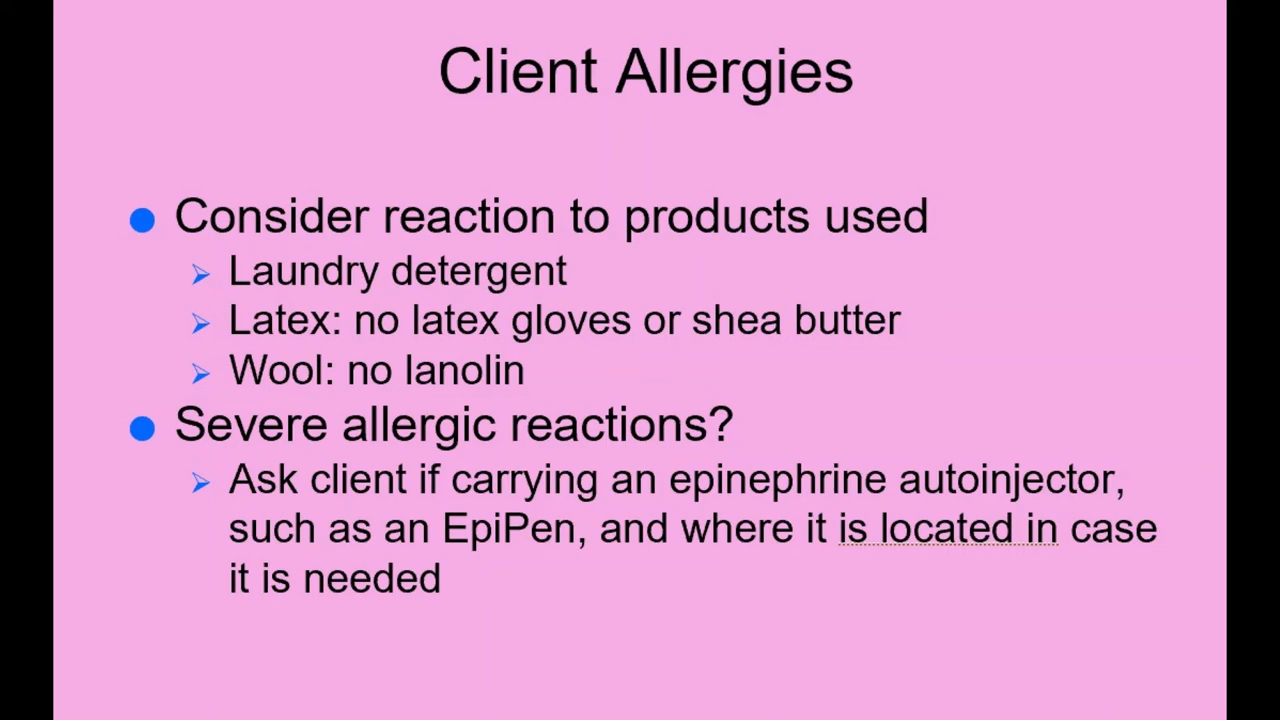 Client Allergies
Consider reaction to products used
Laundry detergent
Latex: no latex gloves or shea butter
Wool: no lanolin
Severe allergic reactions?
Ask client if carrying an epinephrine autoinjector,
such as an EpiPen, and where it is located in case
it is needed